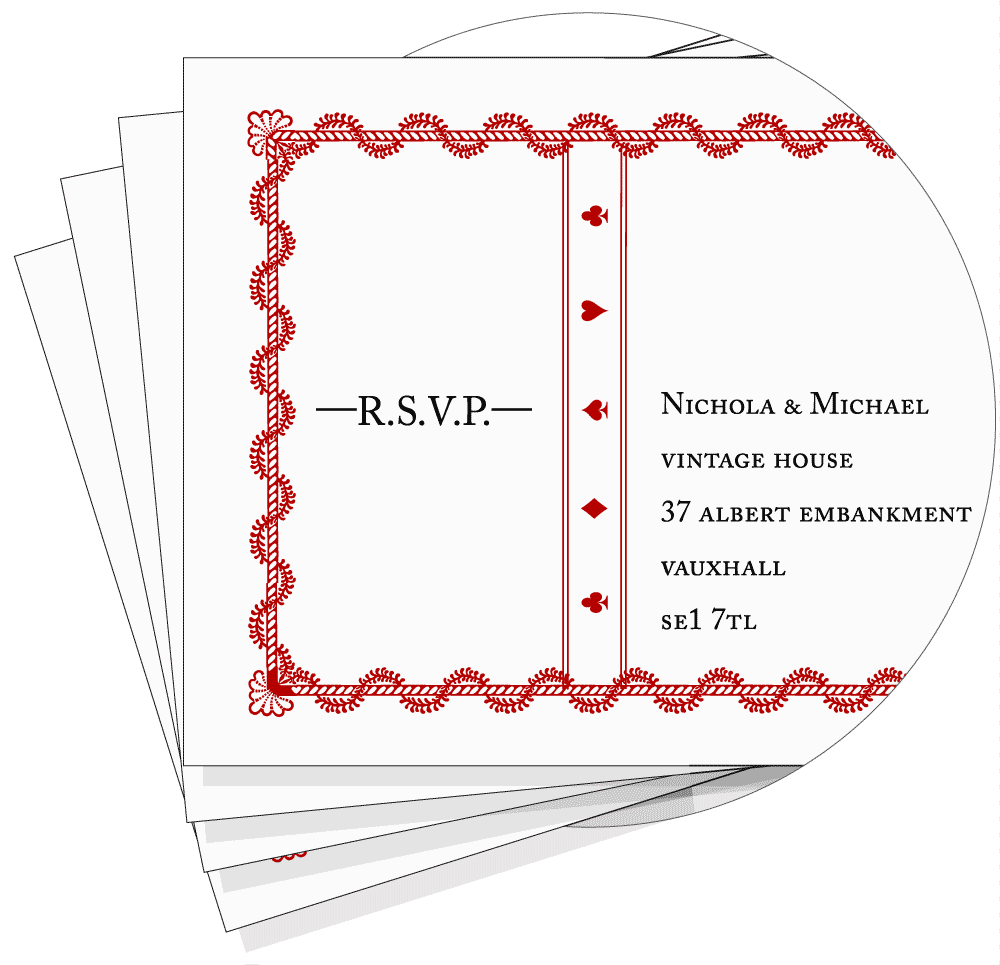 —R.S.V.P.—
Nichola & Michael
vintage house
37 albert embankment
vauxhall
se1 7tl